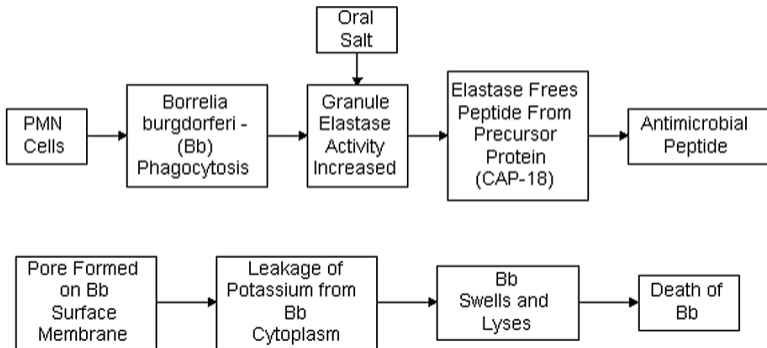 Oral
Salt
PMN
Cells
Borrelia
burgdorferi -
(Bb)
Phagocytosis
Granule
Elastase
Activity
Increased
Elastase Frees
Peptide From
Precursor
Protein
(CAP-18)
Antimicrobial
Peptide
Pore Formed
on Bb
Surface
Membrane
Leakage of
Potassium from
Bb
Cytoplasm
Bb
Swells and
Lyses
Death of
Bb